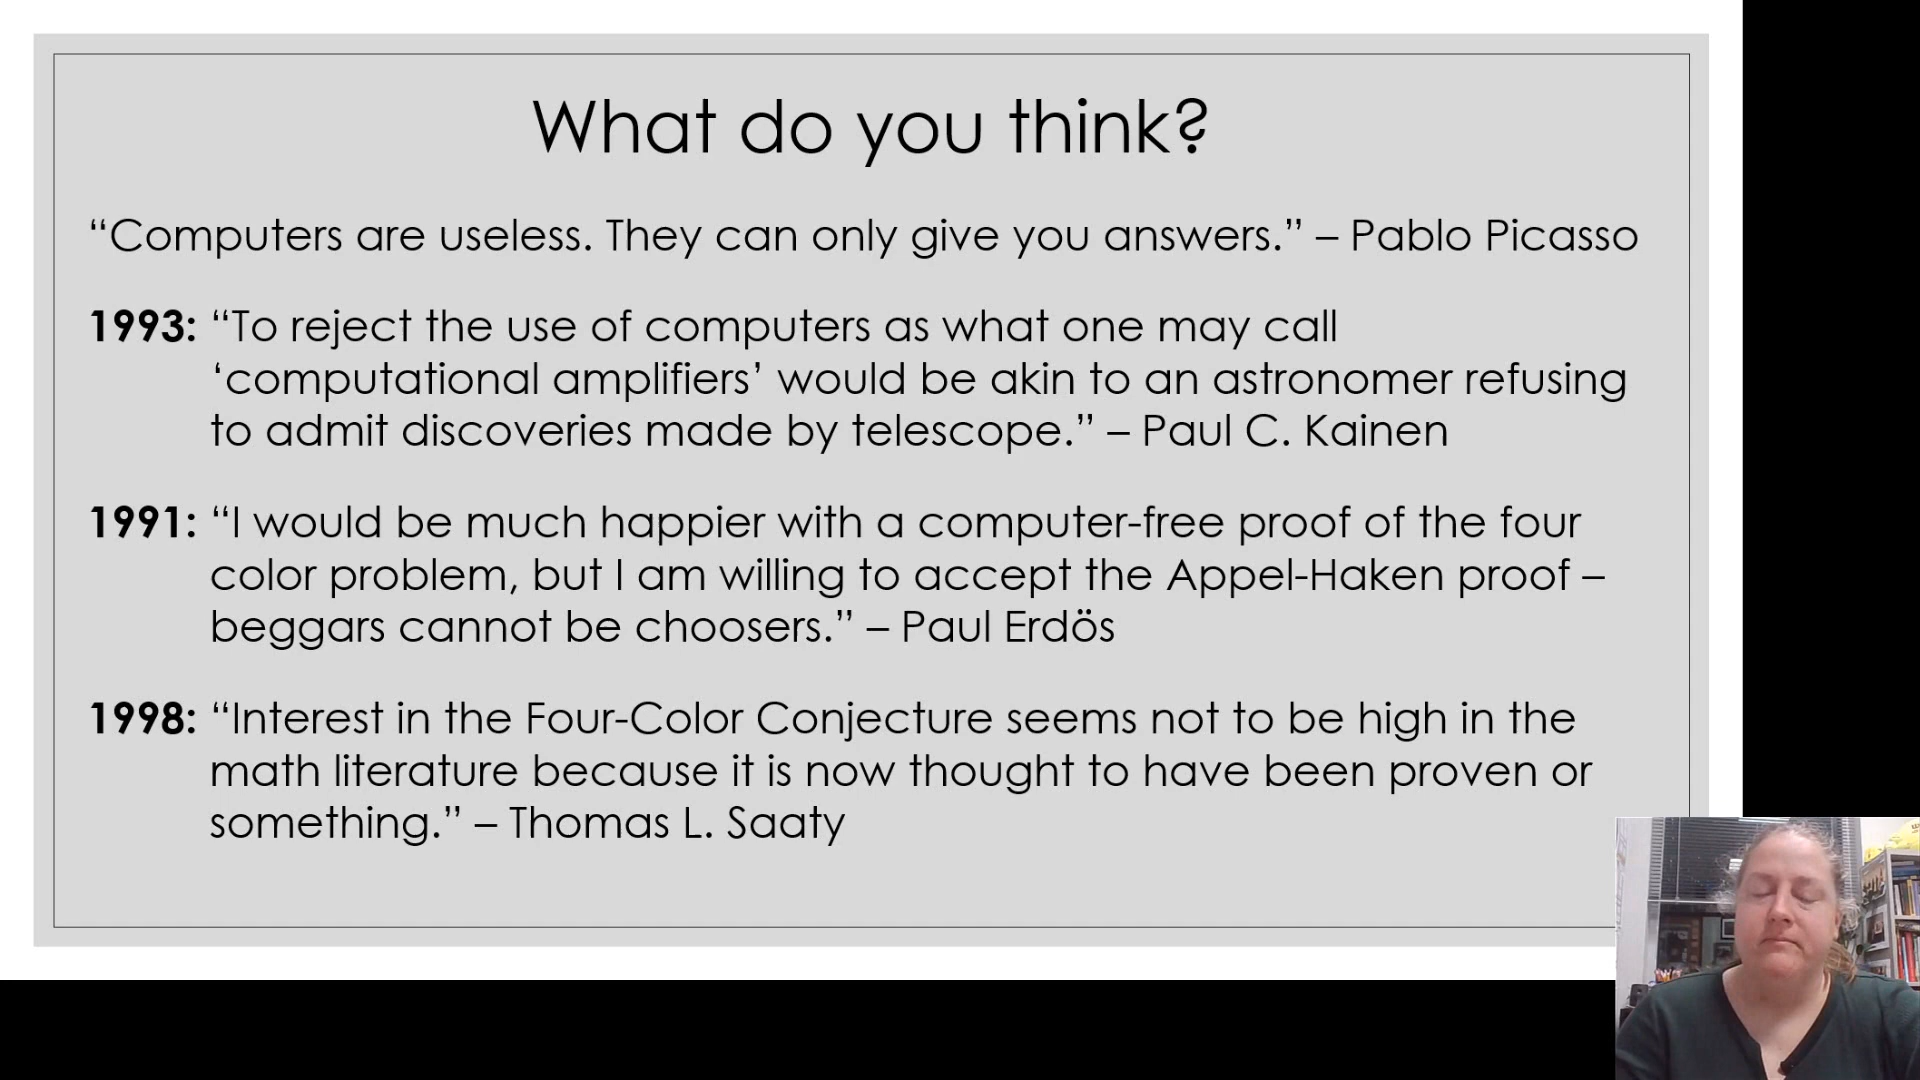 What do you think?
“Computers are useless. They can only give you answers.” – Pablo Picasso
1993: “To reject the use of computers as what one may call
‘computational amplifiers’ would be akin to an astronomer refusing
to admit discoveries made by telescope.” – Paul C. Kainen
1991: “I would be much happier with a computer-free proof of the four
color problem, but I am willing to accept the Appel-Haken proof –
beggars cannot be choosers.” – Paul Erdös
1998: “Interest in the Four-Color Conjecture seems not to be high in the
math literature because it is now thought to have been proven or
something.” – Thomas L. Saaty